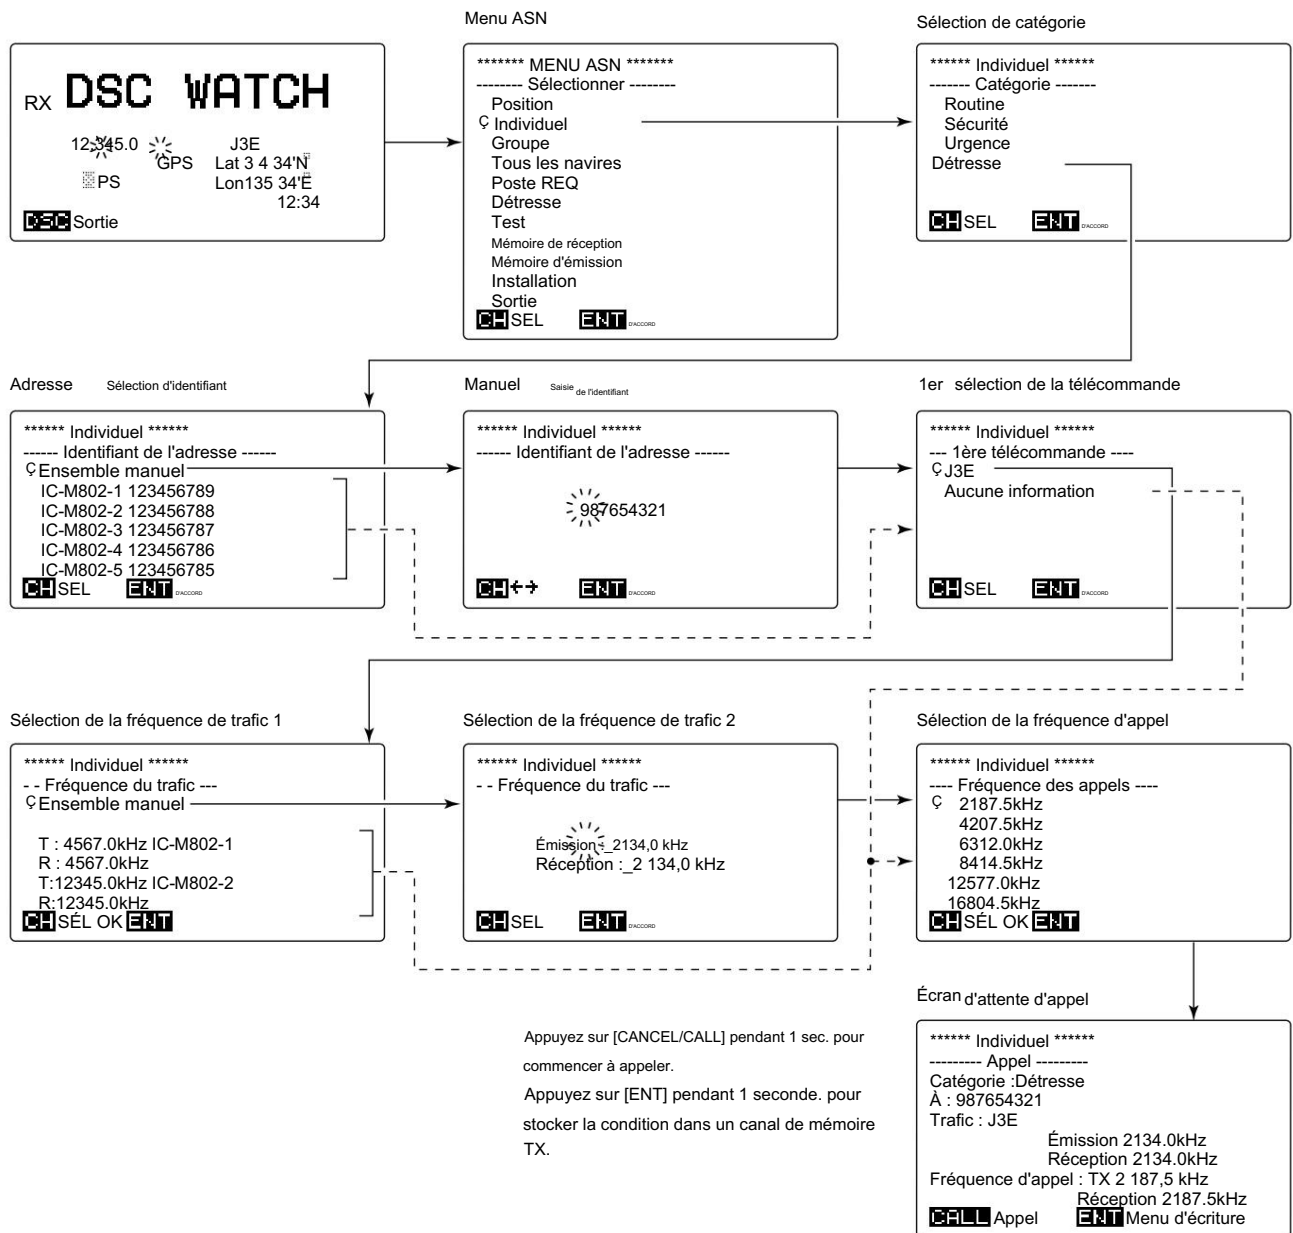 Menu ASN
Sélection de catégorie
RX DSC WATCH
12.345.0 J3E
GPS Lat 3 4 34'N
PS Lon135 34'E
12:34
DSC Sortie
******* MENU ASN *******
-------- Sélectionner --------
Position
Ç Individuel
Groupe
Tous les navires
Poste REQ
Détresse
Test
Mémoire de réception
Mémoire d'émission
Installation
Sortie
CH SEL ENT D'ACCORD
****** Individuel ******
------- Catégorie -------
Routine
Sécurité
Urgence
Détresse
CH SEL ENT D'ACCORD
Adresse Sélection d'identifiant
Manuel Saisie de l'identifiant
1er sélection de la télécommande
****** Individuel ******
------ Identifiant de l'adresse ------
Ç Ensemble manuel
IC-M802-1 123456789
IC-M802-2 123456788
IC-M802-3 123456787
IC-M802-4 123456786
IC-M802-5 123456785
CH SEL ENT D'ACCORD
****** Individuel ******
------ Identifiant de l'adresse ------
987654321
CH ←→ ENT D'ACCORD
****** Individuel ******
--- 1ère télécommande ----
Ç J3E
Aucune information
CH SEL ENT D'ACCORD
Sélection de la fréquence de trafic 1
Sélection de la fréquence de trafic 2
Sélection de la fréquence d'appel
****** Individuel ******
- - Fréquence du trafic ---
Ç Ensemble manuel
T : 4567.0kHz IC-M802-1
R : 4567.0kHz
T:12345.0kHz IC-M802-2
R:12345.0kHz
CH SÉL OK ENT
****** Individuel ******
- - Fréquence du trafic ---
Émission :_2134,0 kHz
Réception :_2 134,0 kHz
CH SEL ENT D'ACCORD
****** Individuel ******
---- Fréquence des appels ----
Ç 2187.5kHz
4207.5kHz
6312.0kHz
8414.5kHz
12577.0kHz
16804.5kHz
CH SÉL OK ENT
Écran d'attente d'appel
Appuyez sur [CANCEL/CALL] pendant 1 sec. pour
commencer à appeler.
Appuyez sur [ENT] pendant 1 seconde. pour
stocker la condition dans un canal de mémoire
TX.
****** Individuel ******
--------- Appel ---------
Catégorie :Détresse
À : 987654321
Trafic : J3E
Émission 2134.0kHz
Réception 2134.0kHz
Fréquence d'appel : TX 2 187,5 kHz
Réception 2187.5kHz
CALL Appel ENT Menu d'écriture